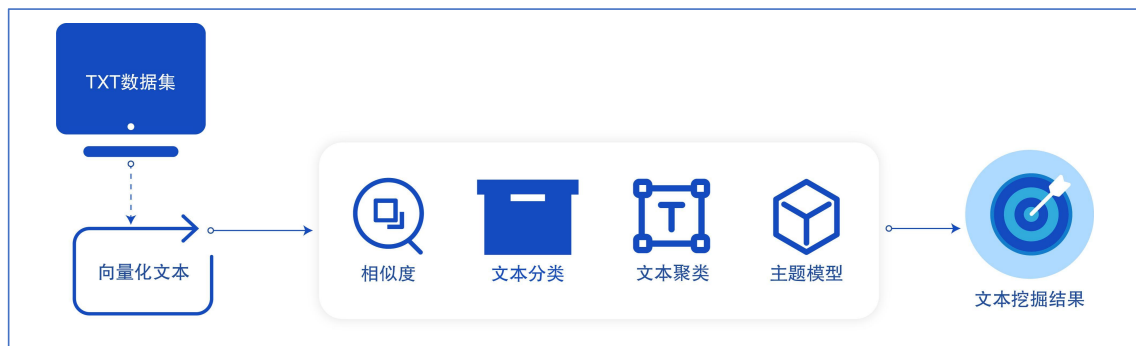 TXT数据集
向量化文本
相似度
文本分类
文本聚类
主题模型
文本挖掘结果